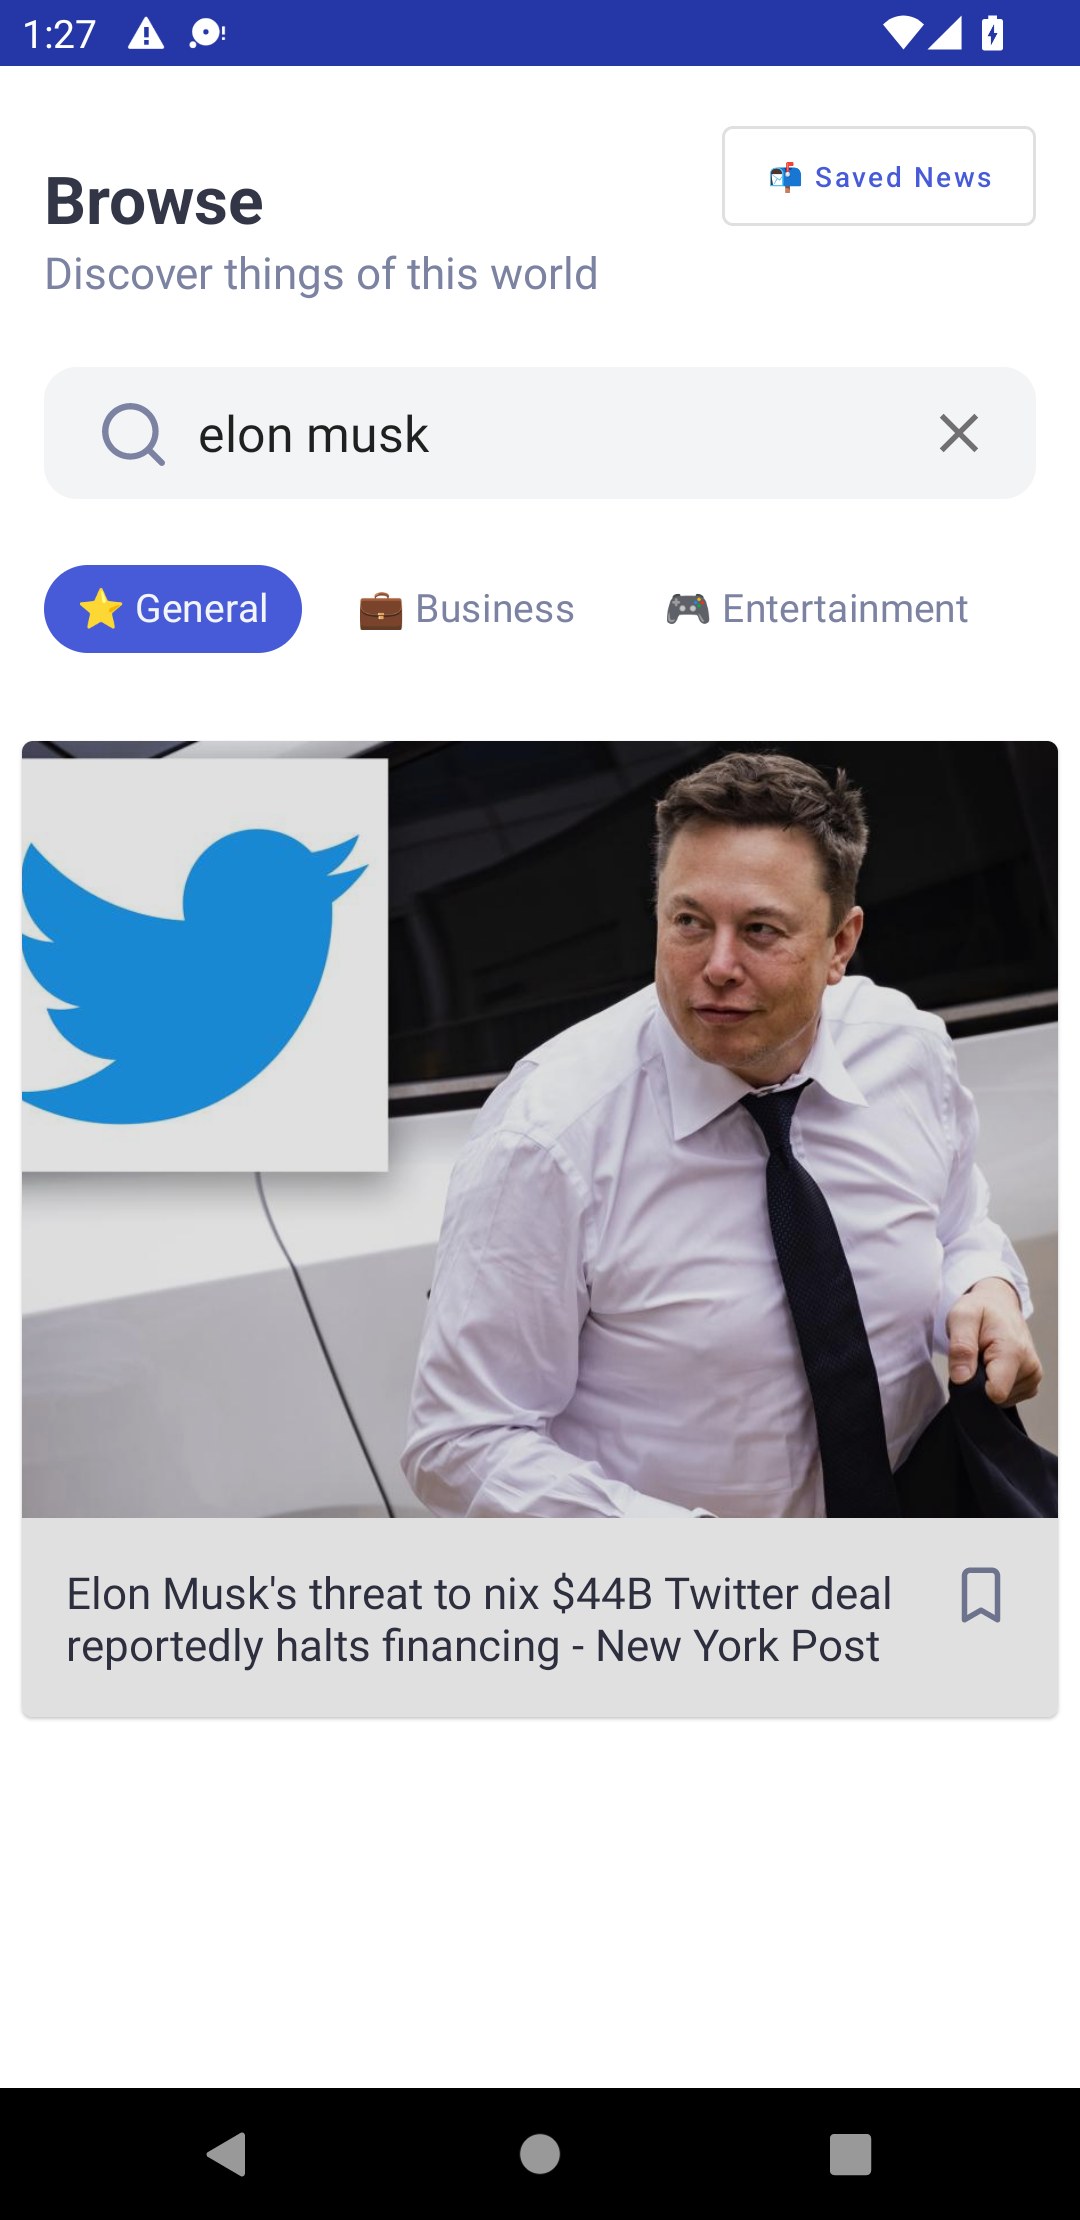 1:27
📬 Saved News
Browse
Discover things of this world
elon musk
⭐ General
💼 Business
🎮 Entertainment
Elon Musk's threat to nix $44B Twitter deal
reportedly halts financing - New York Post